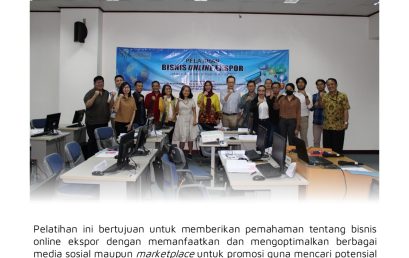 PELATIHAN
BISNIS ONLINE EKSPOR
Pelatihan ini bertujuan untuk memberikan pemahaman tentang bisnis
online ekspor dengan memanfaatkan dan mengoptimalkan berbagai
media sosial maupun marketplace untuk promosi guna mencari potensial